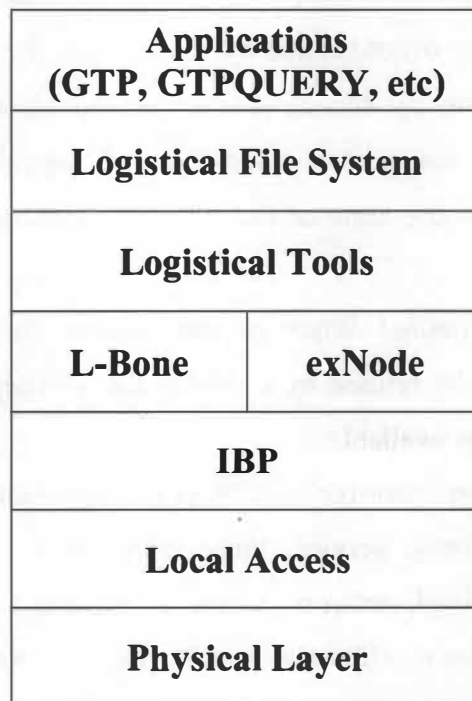 Applications
(GTP, GTPQUERY, etc)
Logistical File System
Logistical Tools
L-Bone exNode
IBP
Local Access
Physical Layer